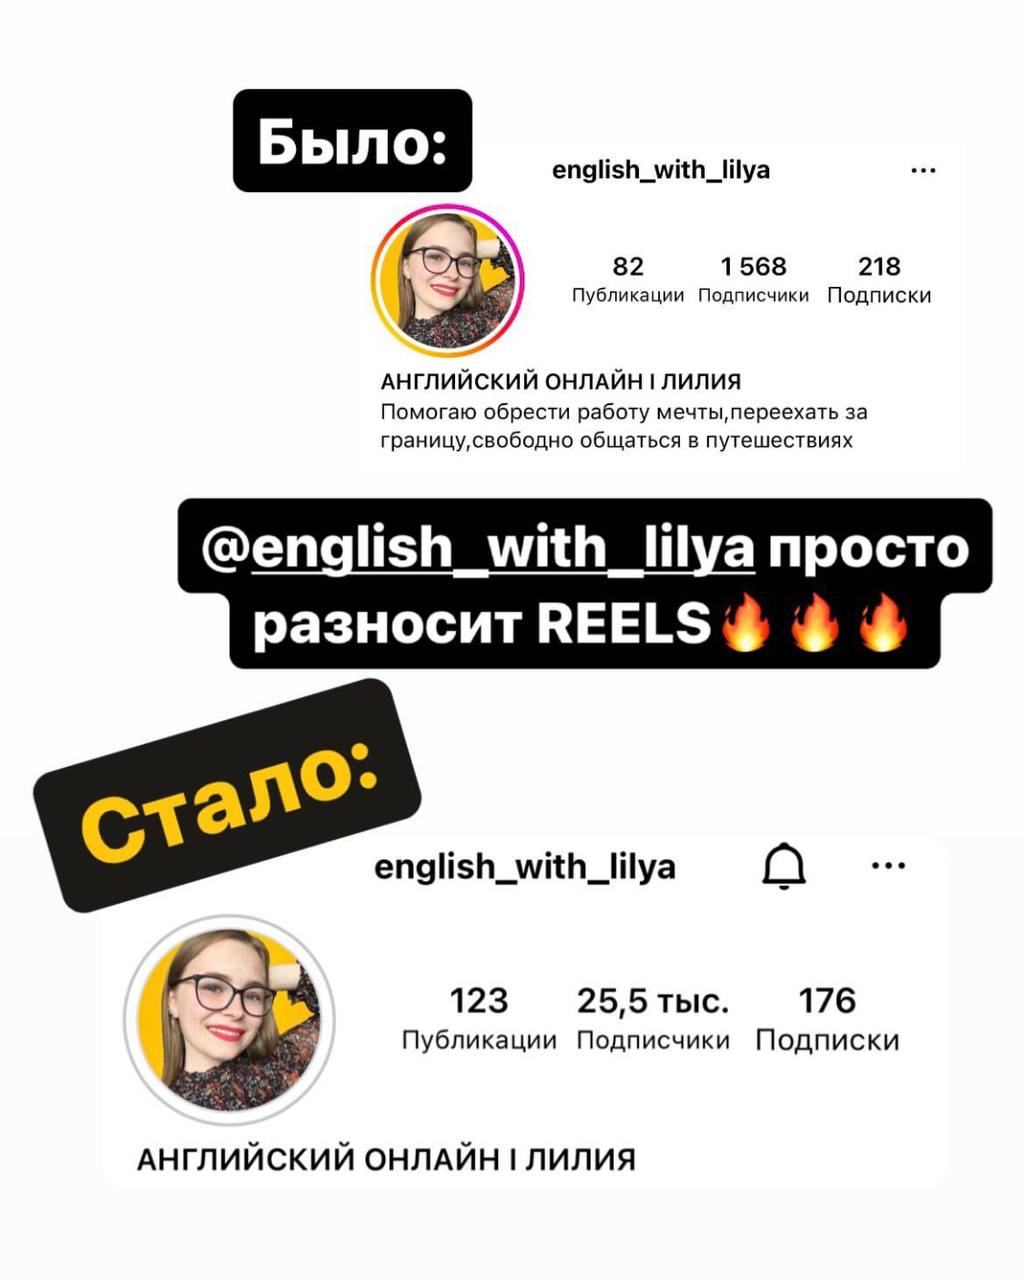 Было:
english_with_lilya
82 1 568 218
Публикации Подписчики Подписки
АНГЛИЙСКИЙ ОНЛАЙН I ЛИЛИЯ
Помогаю обрести работу мечты,переехать за
границу,свободно общаться в путешествиях
@english_with_lilya просто
разносит REELS🔥🔥🔥
Стало:
english_with_lilya
123 25,5 тыс. 176
Публикации Подписчики Подписки
АНГЛИЙСКИЙ ОНЛАЙН I ЛИЛИЯ